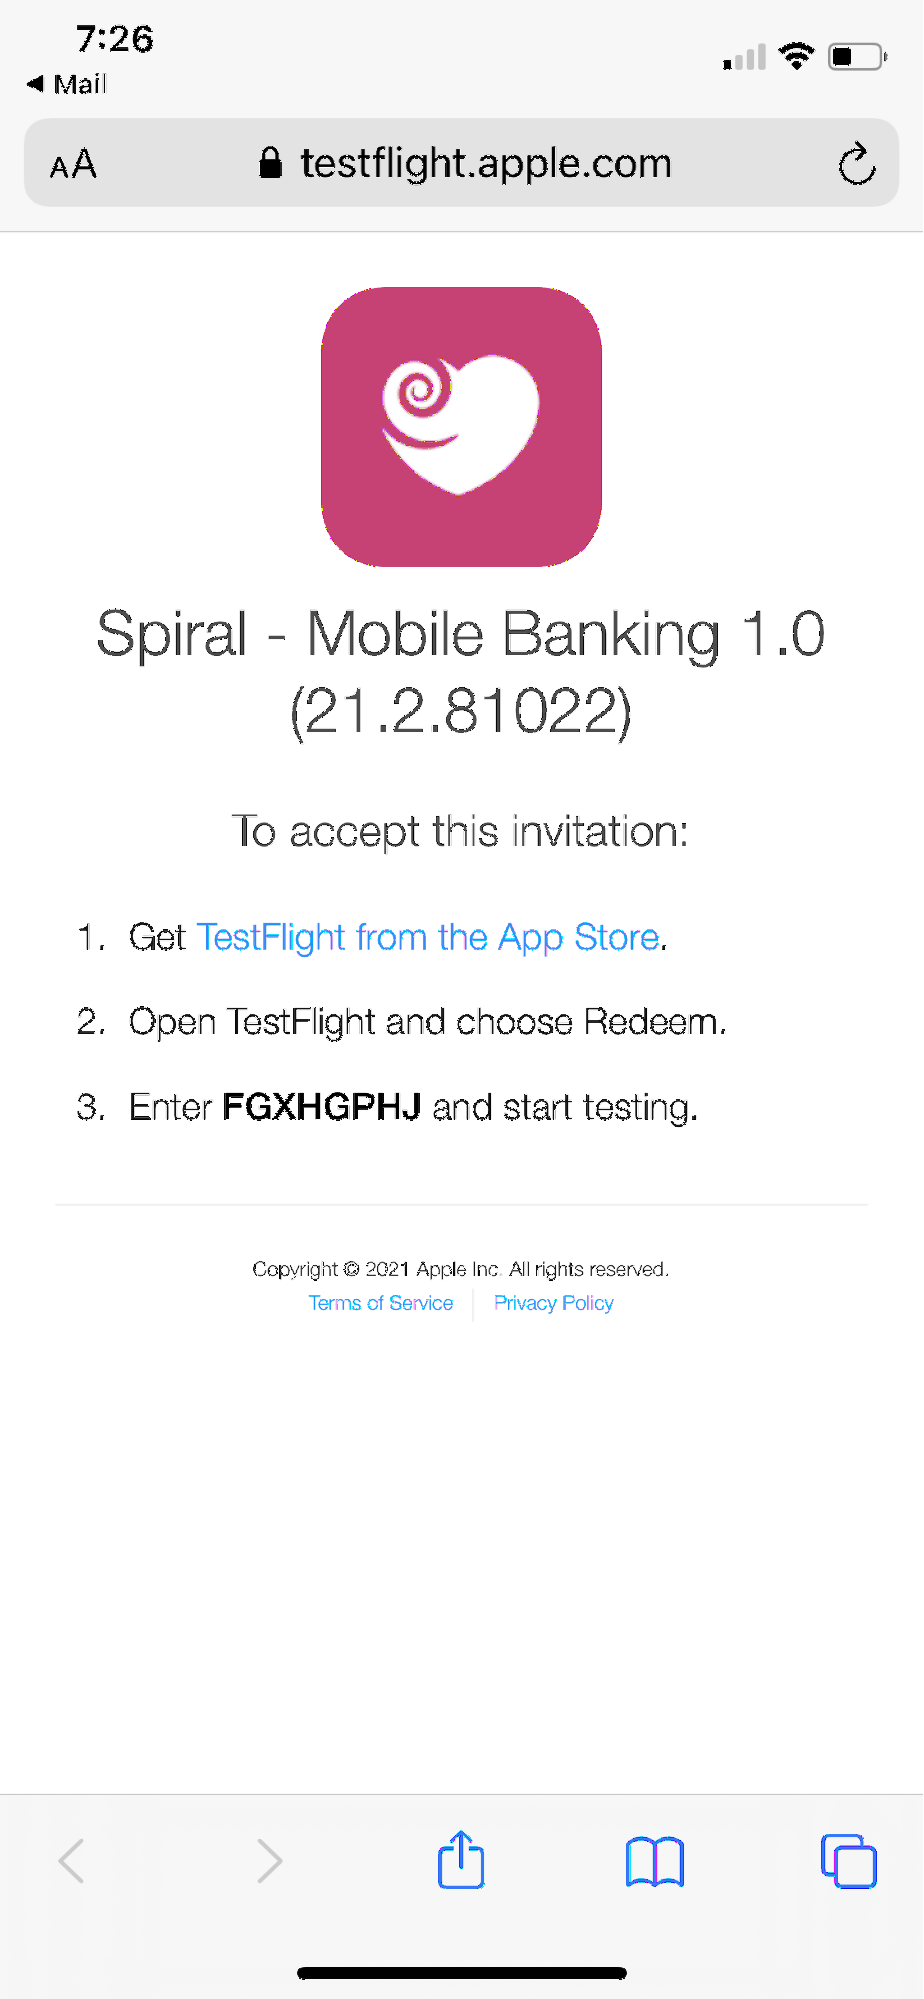 7:26
Mail
AA
testflight.apple.com
Spiral - Mobile Banking 1.0
(21.2.81022)
To accept this invitation:
1. Get TestFlight from the App Store.
2. Open TestFlight and choose Redeem.
3. Enter FGXHGPHJ and start testing.
Copyright © 2021 Apple Inc. All rights reserved.
Terms of Service
Privacy Policy